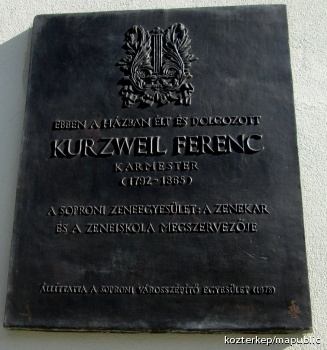 EBBEN A HÁZBAN ÉLT ÉS DOLGOZOTT
KURZWEIL FERENC
KARMESTER
(1792-1865)
A SOPRONI ZENEEGYESÜLET: A ZENEKAR
ÉS A ZENEISKOLA MEGSZERVEZŐJE
ÁLLÍTTATTA A SOPRONI VÁROSSZÉPÍTŐ EGYESÜLET (1978)
kozterkep/mapublic